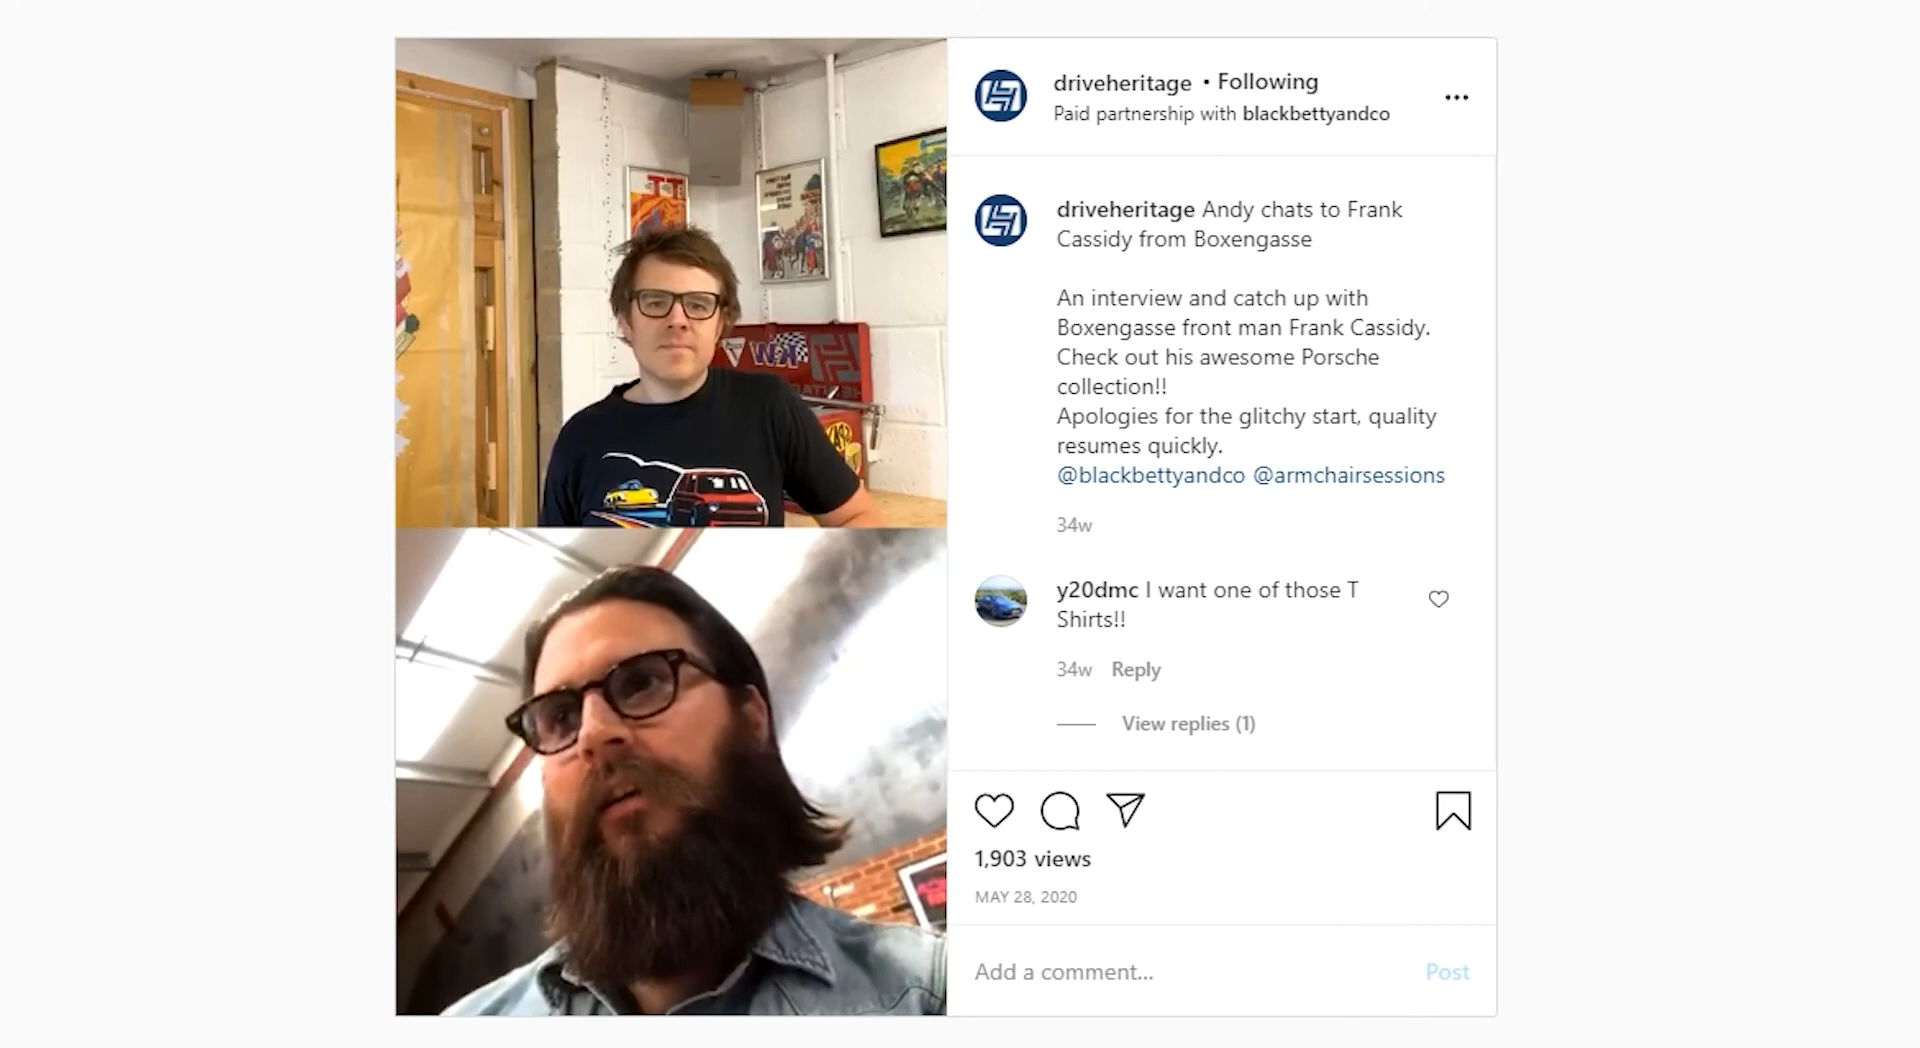 driveheritage • Following
Paid partnership with blackbettyandco
driveheritage Andy chats to Frank
Cassidy from Boxengasse
An interview and catch up with
Boxengasse front man Frank Cassidy.
Check out his awesome Porsche
collection!!
Apologies for the glitchy start, quality
resumes quickly.
@blackbettyandco @armchairsessions
34w
y20dmc I want one of those T
Shirts!!
34w Reply
View replies (1)
1,903 views
MAY 28, 2020
Add a comment... Post
TT